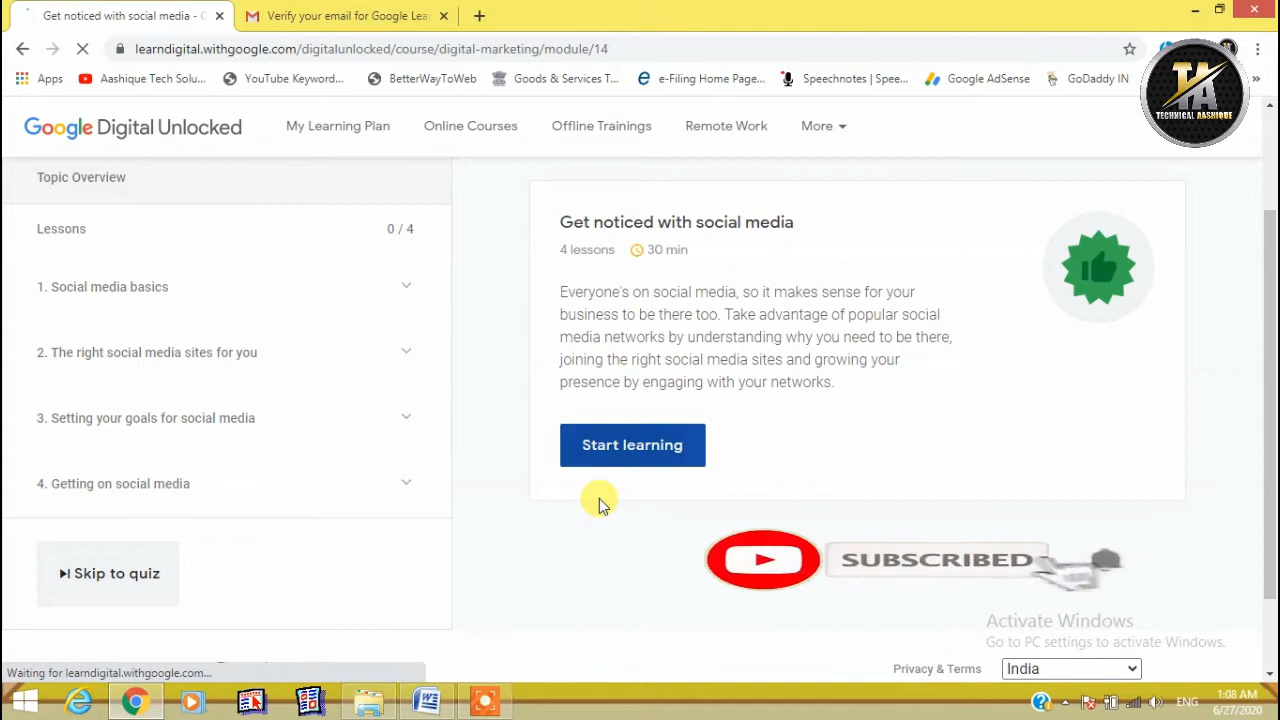 Get noticed with social media - G
Verify your email for Google Lea
learndigital.withgoogle.com/digitalunlocked/course/digital-marketing/module/14
Apps
Aashique Tech Solu...
YouTube Keyword...
BetterWayToWeb
Goods & Services T...
e-Filing Home Page...
Speechnotes | Spee...
Google AdSense
GoDaddy IN
»
TA
TECHNICAL AASHIQUE
Google Digital Unlocked
My Learning Plan
Online Courses
Offline Trainings
Remote Work
More
Topic Overview
Lessons 0 / 4
1. Social media basics
2. The right social media sites for you
3. Setting your goals for social media
4. Getting on social media
Skip to quiz
Get noticed with social media
4 lessons 30 min
Everyone's on social media, so it makes sense for your
business to be there too. Take advantage of popular social
media networks by understanding why you need to be there,
joining the right social media sites and growing your
presence by engaging with your networks.
Start learning
SUBSCRIBED
Activate Windows
Go to PC settings to activate Windows.
Privacy & Terms
India
Waiting for learndigital.withgoogle.com...
ENG
1:08 AM
6/27/2020